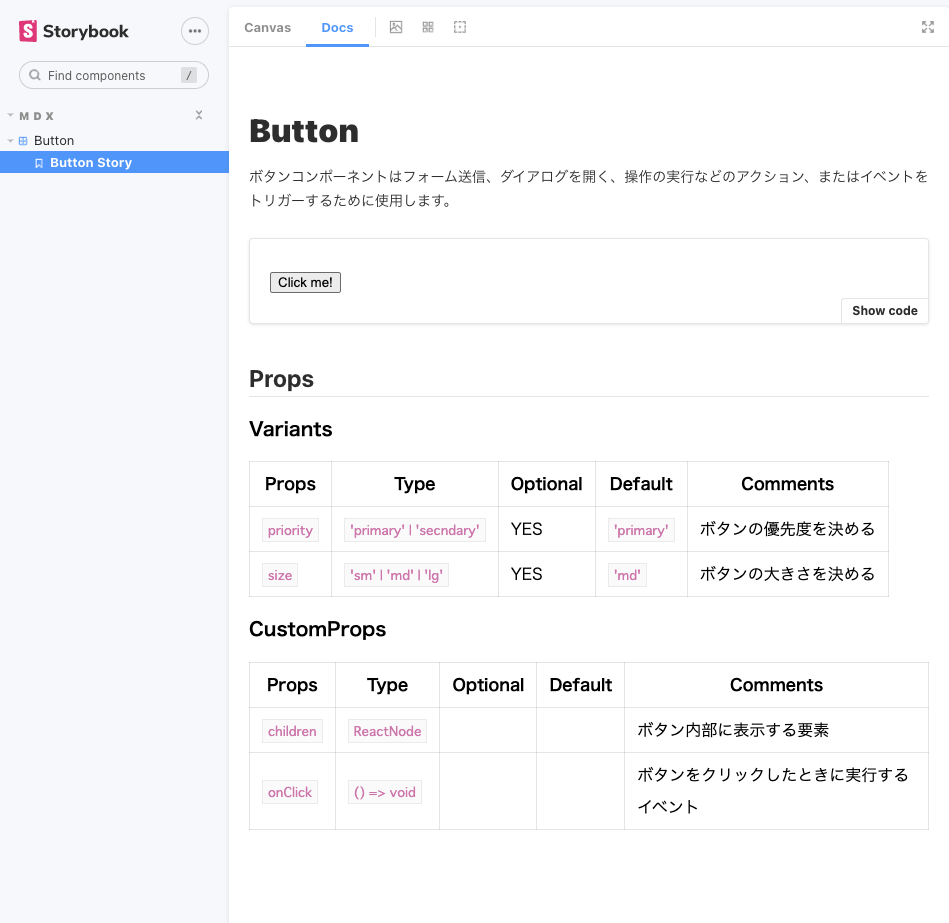 Storybook
Find components /
MDX
Button
Button Story
Canvas Docs
Button
ボタンコンポーネントはフォーム送信、ダイアログを開く、操作の実行などのアクション、またはイベントを
トリガーするために使用します。
Click me!
Show code
Props
Variants
Props Type Optional Default Comments
priority 'primary' | 'secndary' YES 'primary' ボタンの優先度を決める
size 'sm' | 'md' | 'lg' YES 'md' ボタンの大きさを決める
CustomProps
Props Type Optional Default Comments
children ReactNode ボタン内部に表示する要素
onClick () => void ボタンをクリックしたときに実行する
イベント